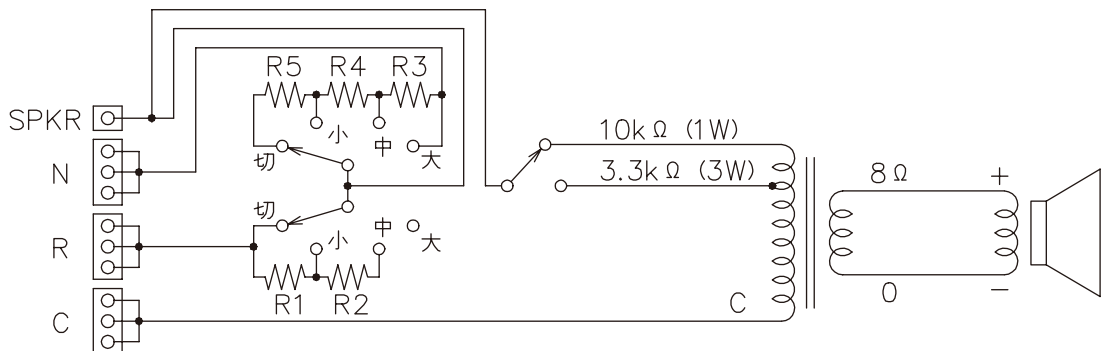 R5 R4 R3
SPKR
小 中 大
切
10kΩ (1W)
N
3.3kΩ (3W)
8Ω +
切
小 中 大
R
R1 R2
C
0 −
C